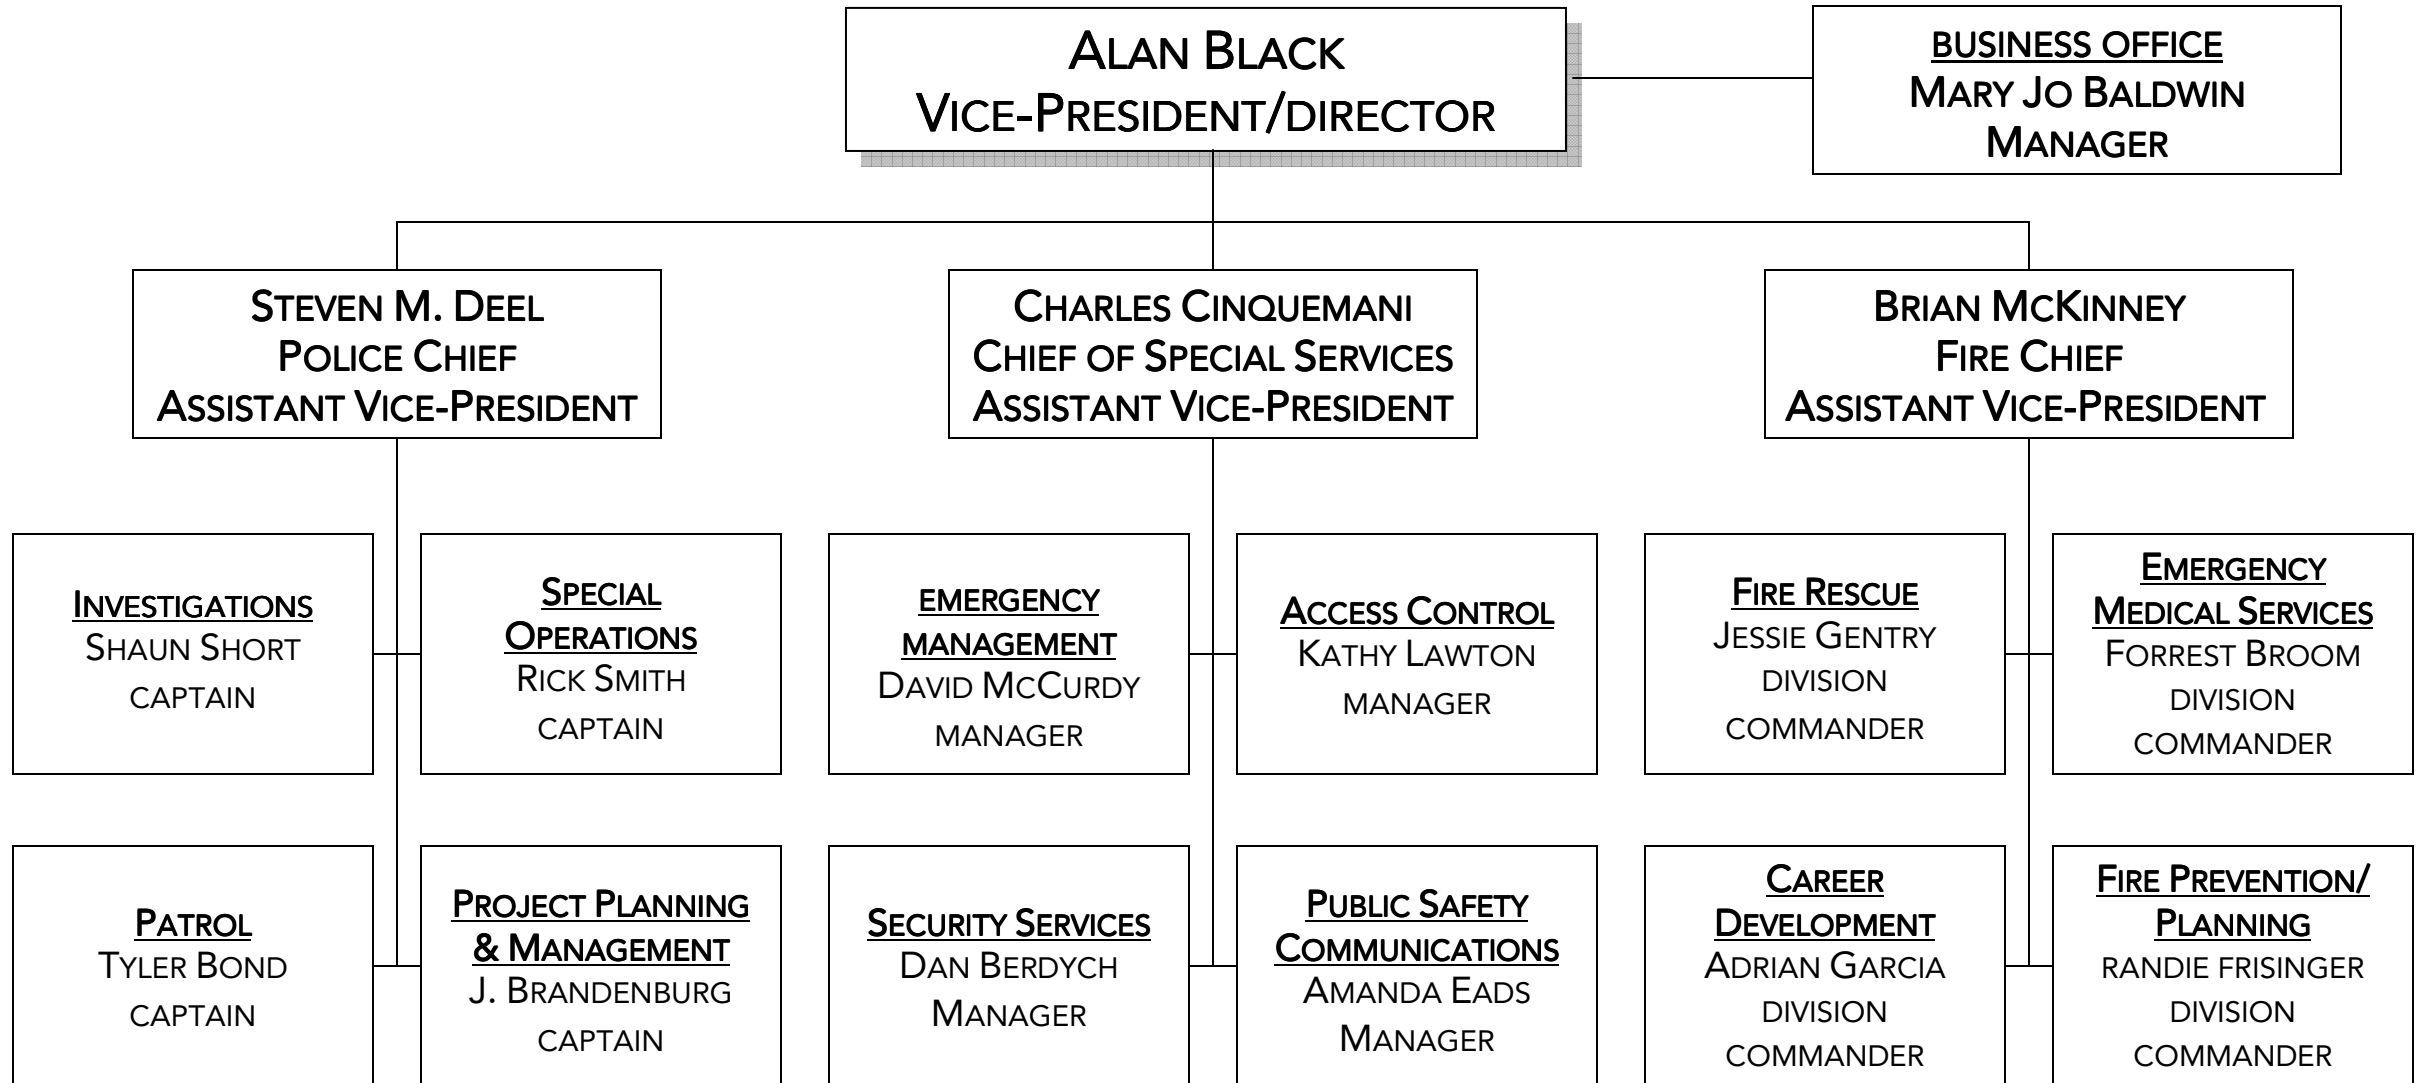 ALAN BLACK
VICE-PRESIDENT/DIRECTOR
BUSINESS OFFICE
MARY JO BALDWIN
MANAGER
STEVEN M. DEEL
POLICE CHIEF
ASSISTANT VICE-PRESIDENT
CHARLES CINQUEMANI
CHIEF OF SPECIAL SERVICES
ASSISTANT VICE-PRESIDENT
BRIAN MCKINNEY
FIRE CHIEF
ASSISTANT VICE-PRESIDENT
INVESTIGATIONS
SHAUN SHORT
CAPTAIN
SPECIAL
OPERATIONS
RICK SMITH
CAPTAIN
EMERGENCY
MANAGEMENT
DAVID MCCURDY
MANAGER
ACCESS CONTROL
KATHY LAWTON
MANAGER
FIRE RESCUE
JESSIE GENTRY
DIVISION
COMMANDER
EMERGENCY
MEDICAL SERVICES
FORREST BROOM
DIVISION
COMMANDER
PATROL
TYLER BOND
CAPTAIN
PROJECT PLANNING
& MANAGEMENT
J. BRANDENBURG
CAPTAIN
SECURITY SERVICES
DAN BERDYCH
MANAGER
PUBLIC SAFETY
COMMUNICATIONS
AMANDA EADS
MANAGER
CAREER
DEVELOPMENT
ADRIAN GARCIA
DIVISION
COMMANDER
FIRE PREVENTION/
PLANNING
RANDIE FRISINGER
DIVISION
COMMANDER